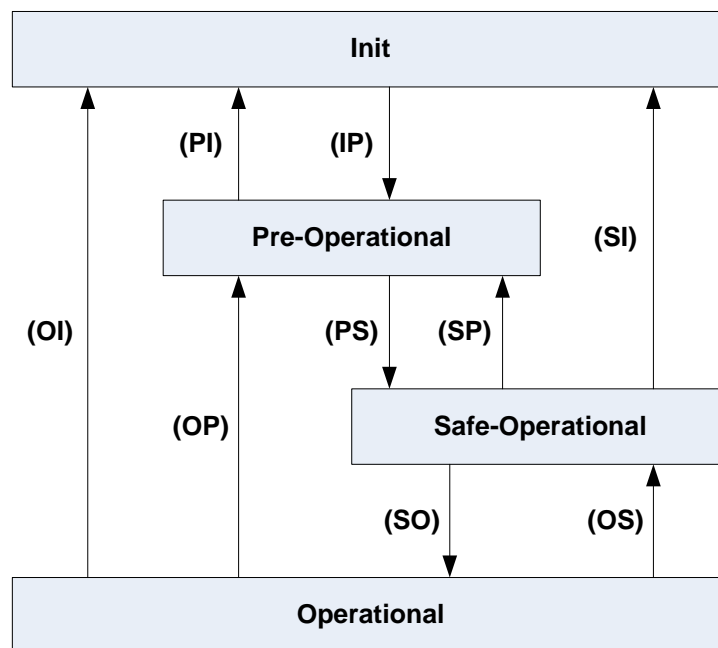 Init
(PI)
(IP)
Pre-Operational
(SI)
(OI)
(PS)
(SP)
(OP)
Safe-Operational
(SO)
(OS)
Operational